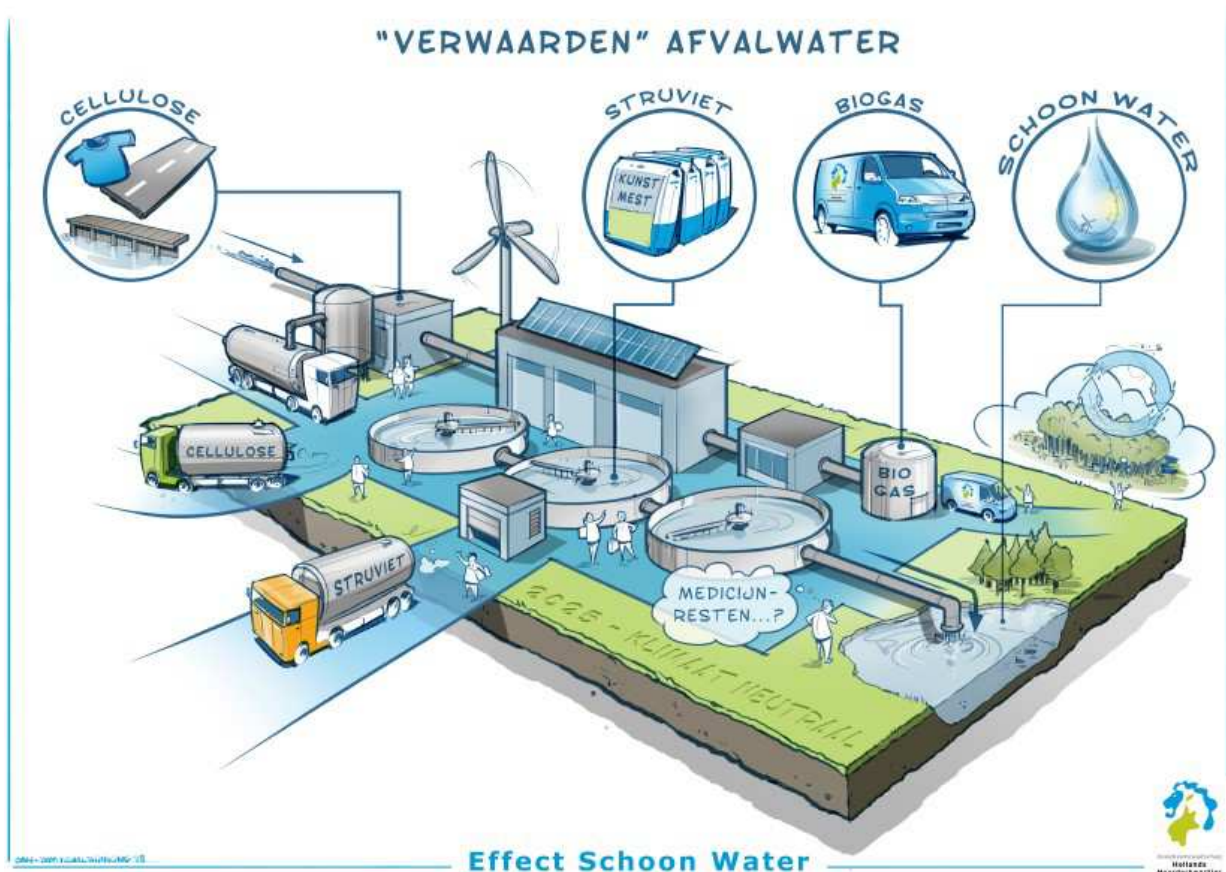 "VERWAARDEN" AFVALWATER
CELLULOSE
STRUVIET
BIOGAS
SCHOON WATER
KUNST
MEST
CELLULOSE
BIO
GAS
STRUVIET
MEDICIJN-
RESTEN...?
2025 - KLIMAAT NEUTRAAL
Effect Schoon Water
Hollands